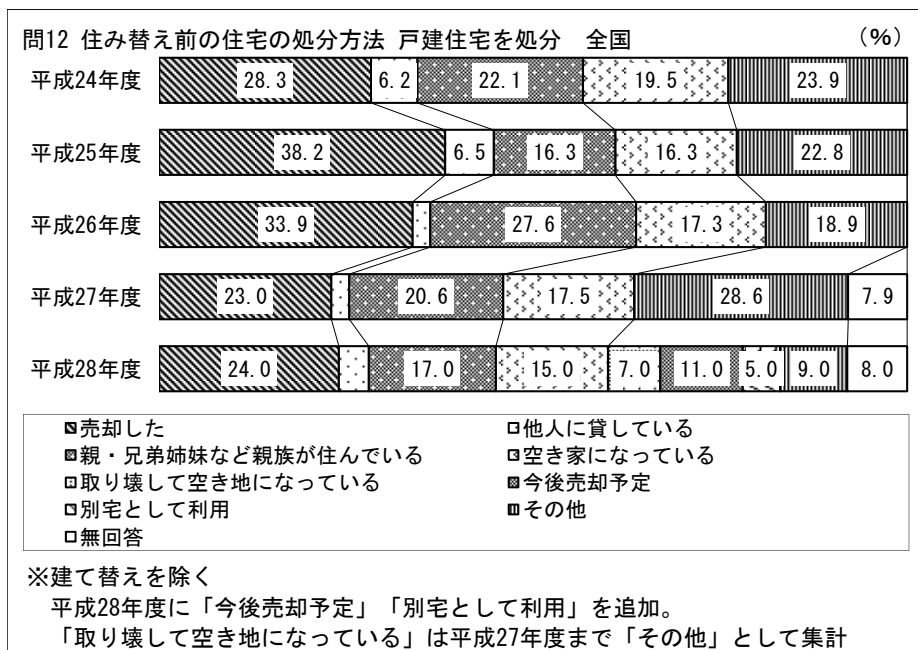 問12 住み替え前の住宅の処分方法 戸建住宅を処分　全国　(%)
平成24年度 28.3 6.2 22.1 19.5 23.9
平成25年度 38.2 6.5 16.3 16.3 22.8
平成26年度 33.9 27.6 17.3 18.9
平成27年度 23.0 20.6 17.5 28.6 7.9
平成28年度 24.0 17.0 15.0 7.0 11.0 5.0 9.0 8.0
売却した 他人に貸している
親・兄弟姉妹など親族が住んでいる 空き家になっている
取り壊して空き地になっている 今後売却予定
別宅として利用 その他
無回答
※建て替えを除く
平成28年度に「今後売却予定」「別宅として利用」を追加。
「取り壊して空き地になっている」は平成27年度まで「その他」として集計